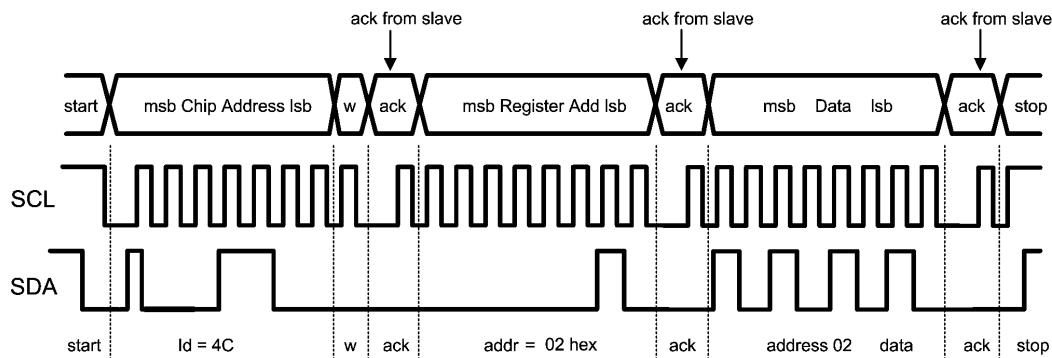 ack from slave ack from slave ack from slave
start msb Chip Address lsb w ack msb Register Add lsb ack msb Data lsb ack stop
SCL
SDA
start Id = 4C w ack addr = 02 hex ack address 02 data ack stop